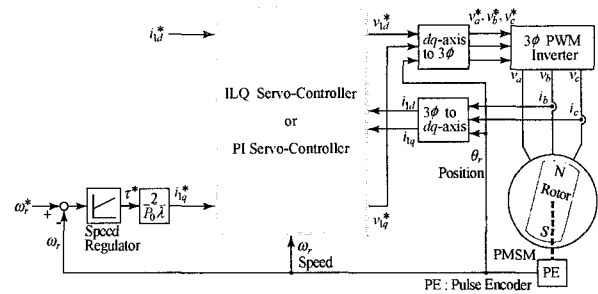 i*1d
v*1d
v*a, v*b, v*c
dq-axis
to 3ϕ
3ϕ PWM
Inverter
va vb vc
ILQ Servo-Controller
or
PI Servo-Controller
i1d
i1q
3ϕ to
dq-axis
ib
ic
θr
Position
N
Rotor
S
ω*r
+
-
τ*
2
P0λ
i*1q
v*1q
Speed
Regulator
ωr
ωr
Speed
PMSM
PE
PE : Pulse Encoder